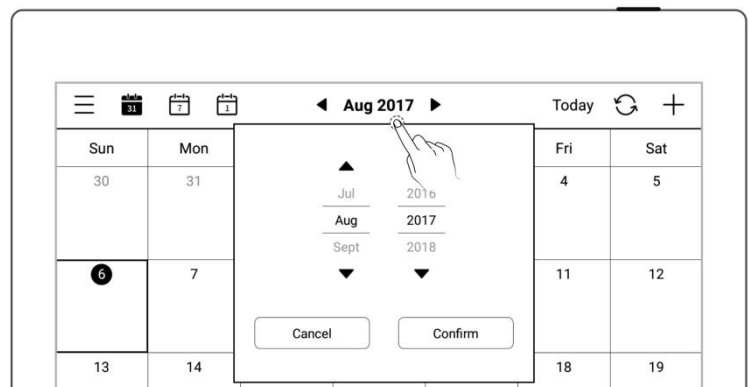 31 7 1 Aug 2017 Today
Sun Mon Fri Sat
30 31 4 5
Jul 2016
Aug 2017
Sept 2018
6 7 11 12
Cancel Confirm
13 14 18 19